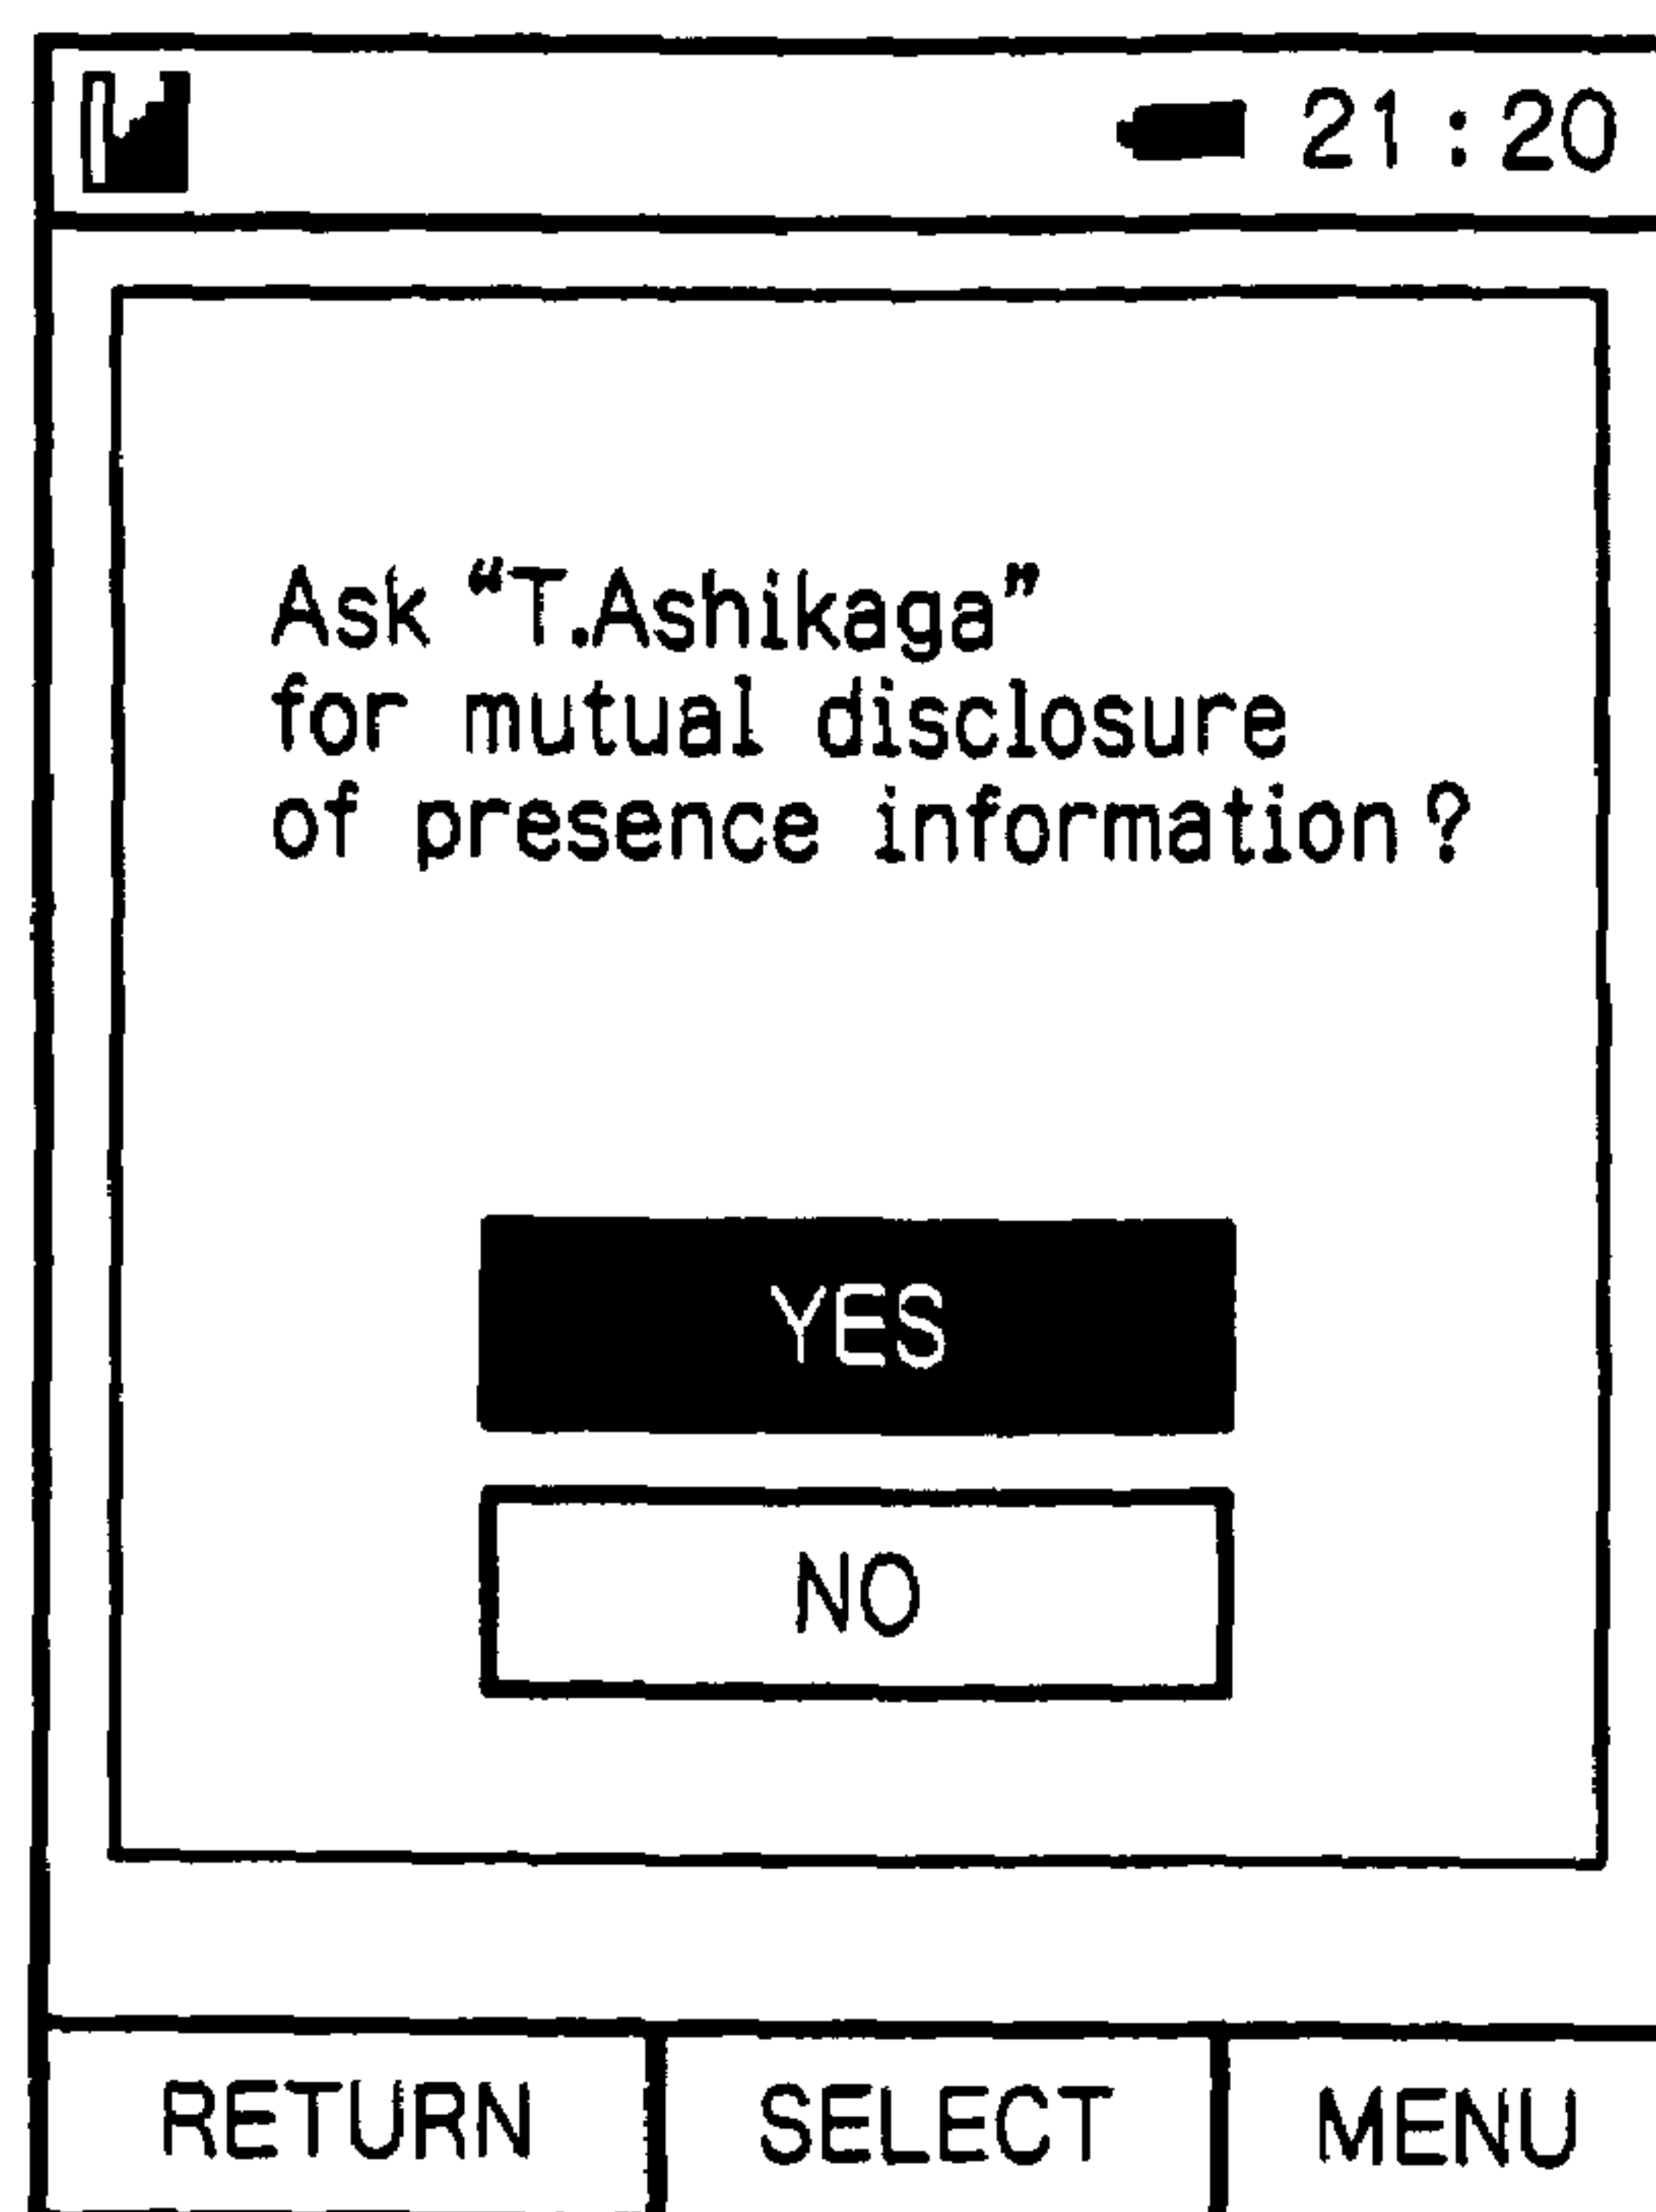 21:20
Ask “T.Ashikaga”
for mutual disclosure
of presence information?
YES
NO
RETURN SELECT MENU